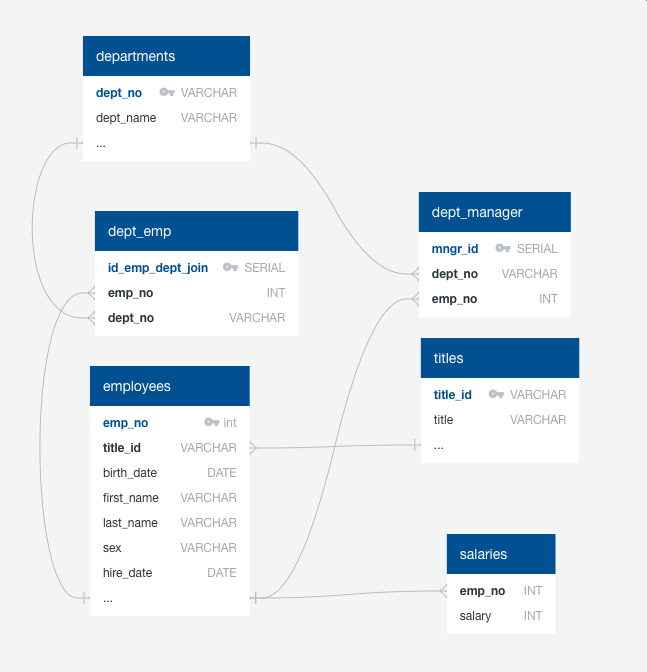 departments
dept_no VARCHAR
dept_name VARCHAR
...
dept_emp
id_emp_dept_join SERIAL
emp_no INT
dept_no VARCHAR
dept_manager
mngr_id SERIAL
dept_no VARCHAR
emp_no INT
employees
emp_no int
title_id VARCHAR
birth_date DATE
first_name VARCHAR
last_name VARCHAR
sex VARCHAR
hire_date DATE
...
titles
title_id VARCHAR
title VARCHAR
...
salaries
emp_no INT
salary INT